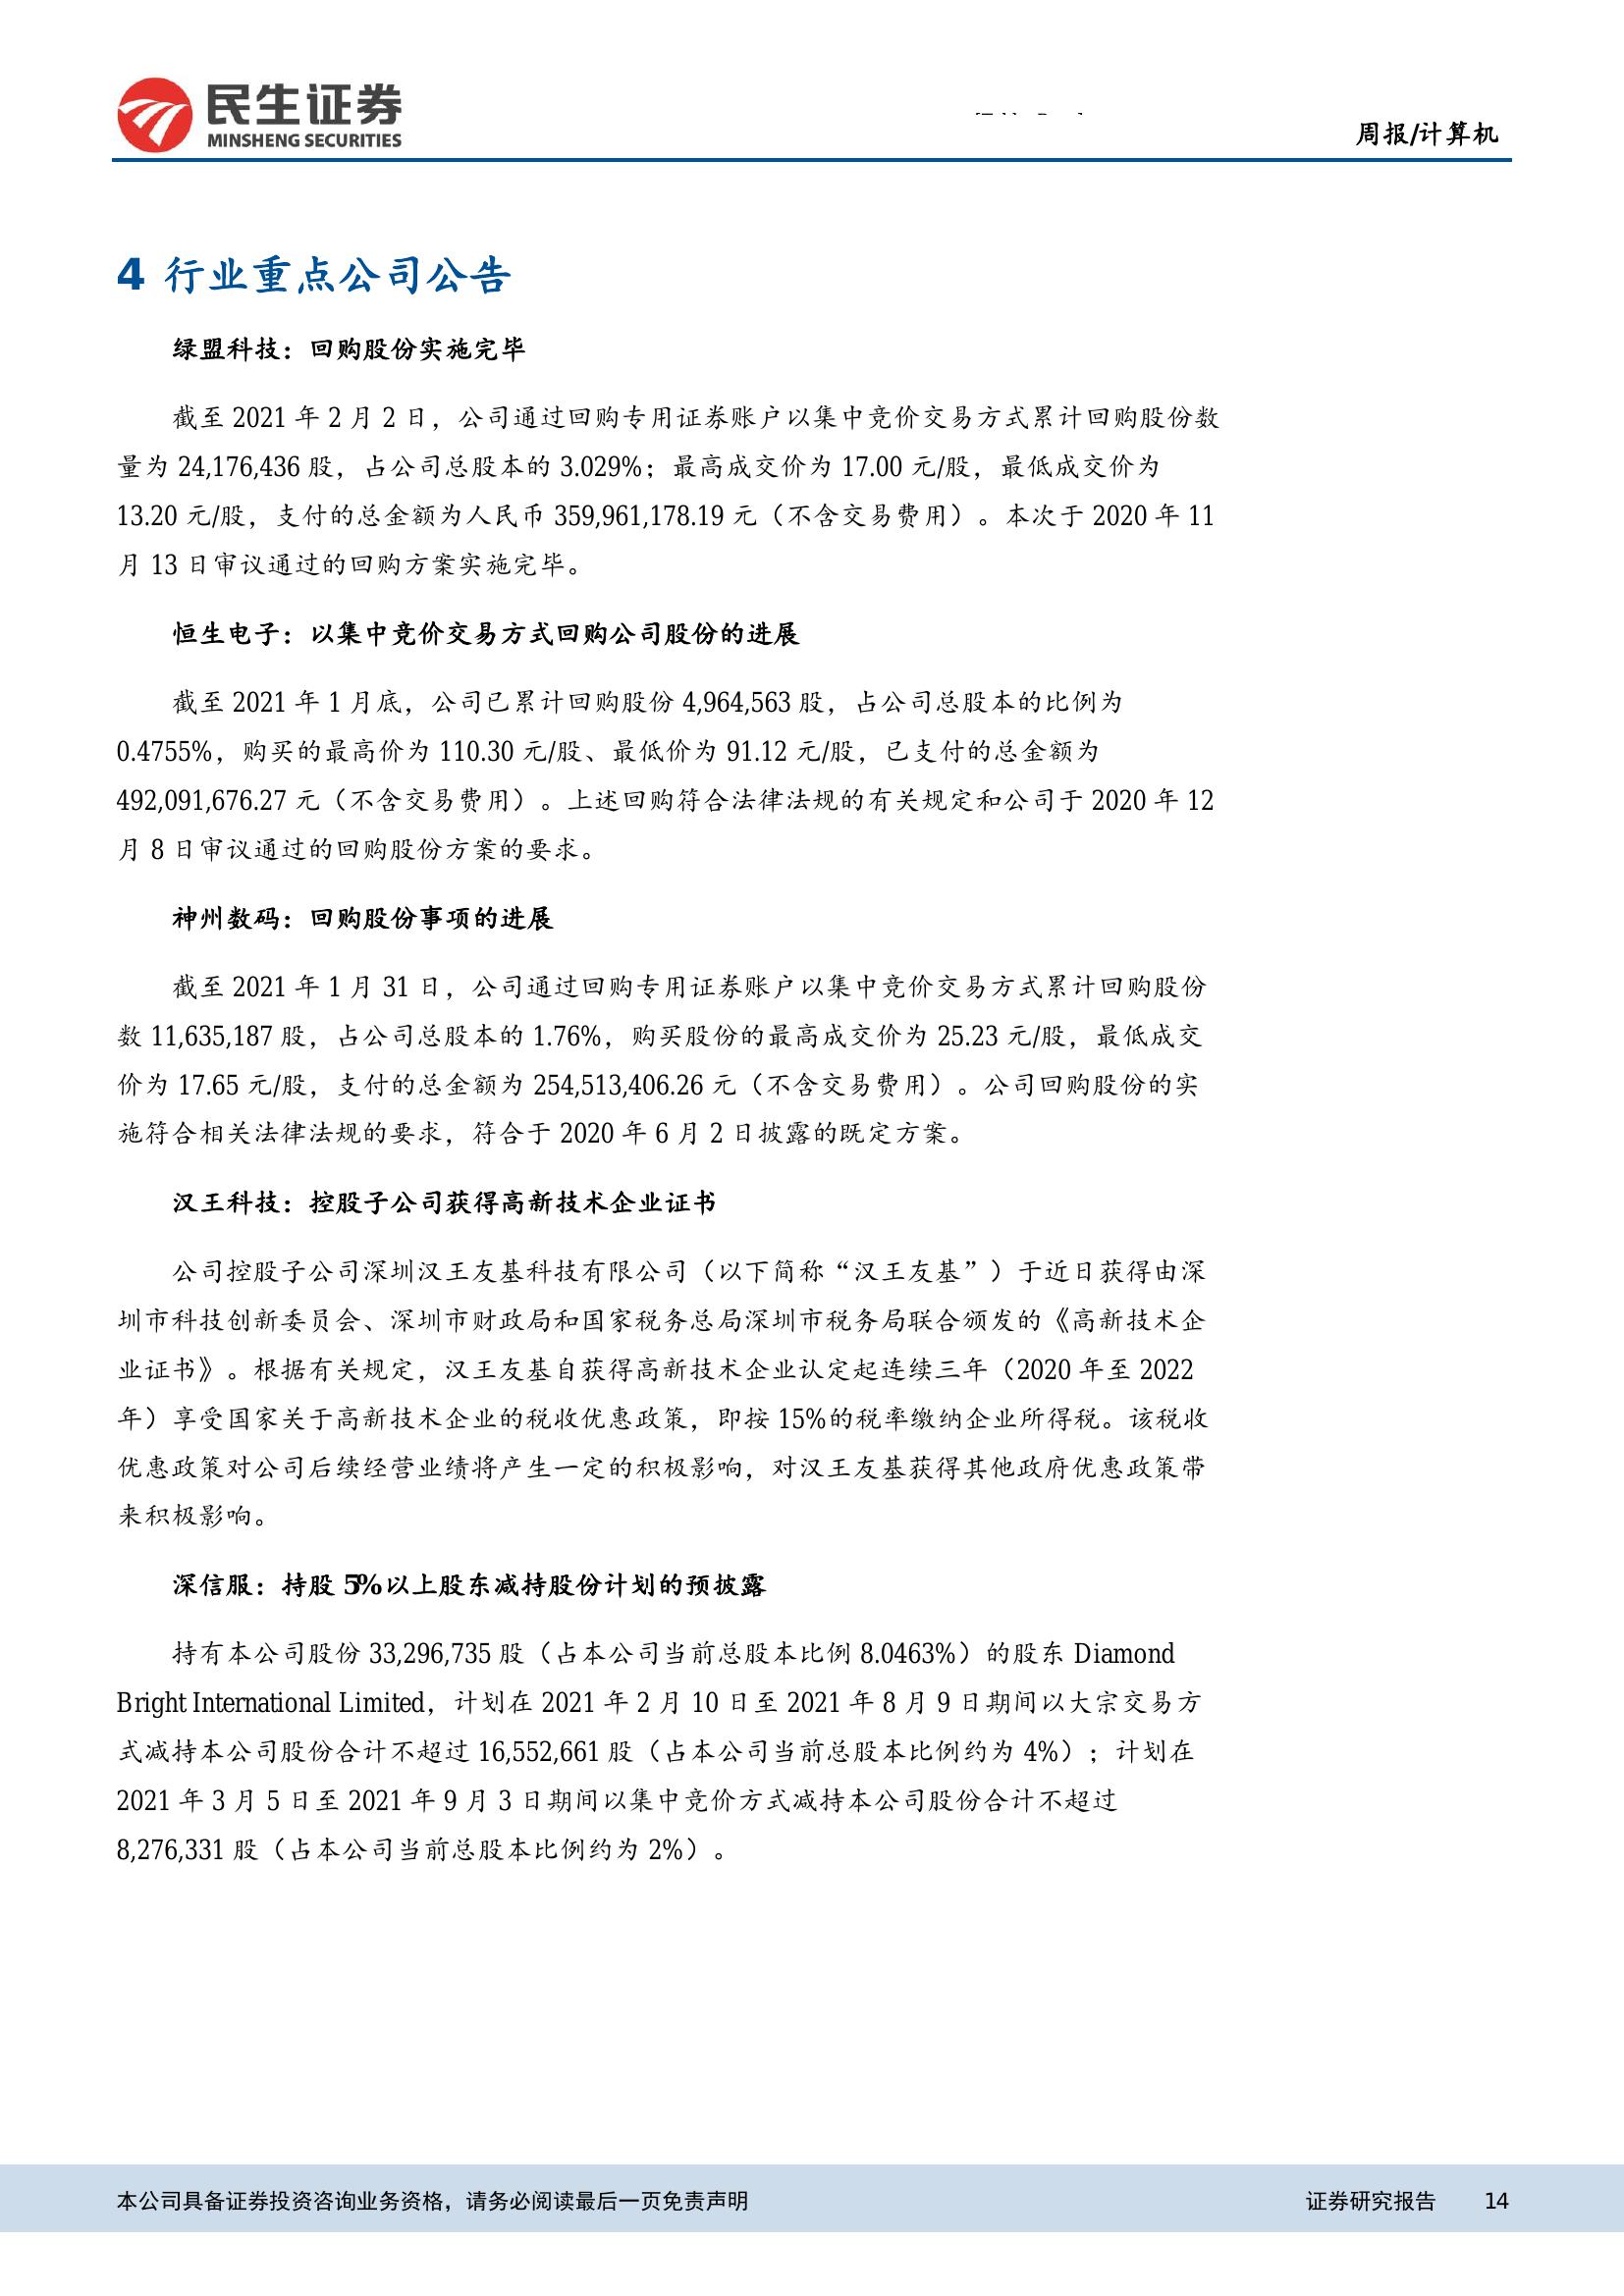 民生证券
MINSHENG SECURITIES
周报/计算机
4 行业重点公司公告
绿盟科技：回购股份实施完毕
截至 2021 年 2 月 2 日，公司通过回购专用证券账户以集中竞价交易方式累计回购股份数
量为 24,176,436 股，占公司总股本的 3.029%；最高成交价为 17.00 元/股，最低成交价为
13.20 元/股，支付的总金额为人民币 359,961,178.19 元（不含交易费用）。本次于 2020 年 11
月 13 日审议通过的回购方案实施完毕。
恒生电子：以集中竞价交易方式回购公司股份的进展
截至 2021 年 1 月底，公司已累计回购股份 4,964,563 股，占公司总股本的比例为
0.4755%，购买的最高价为 110.30 元/股、最低价为 91.12 元/股，已支付的总金额为
492,091,676.27 元（不含交易费用）。上述回购符合法律法规的有关规定和公司于 2020 年 12
月 8 日审议通过的回购股份方案的要求。
神州数码：回购股份事项的进展
截至 2021 年 1 月 31 日，公司通过回购专用证券账户以集中竞价交易方式累计回购股份
数 11,635,187 股，占公司总股本的 1.76%，购买股份的最高成交价为 25.23 元/股，最低成交
价为 17.65 元/股，支付的总金额为 254,513,406.26 元（不含交易费用）。公司回购股份的实
施符合相关法律法规的要求，符合于 2020 年 6 月 2 日披露的既定方案。
汉王科技：控股子公司获得高新技术企业证书
公司控股子公司深圳汉王友基科技有限公司（以下简称“汉王友基”）于近日获得由深
圳市科技创新委员会、深圳市财政局和国家税务总局深圳市税务局联合颁发的《高新技术企
业证书》。根据有关规定，汉王友基自获得高新技术企业认定起连续三年（2020 年至 2022
年）享受国家关于高新技术企业的税收优惠政策，即按 15%的税率缴纳企业所得税。该税收
优惠政策对公司后续经营业绩将产生一定的积极影响，对汉王友基获得其他政府优惠政策带
来积极影响。
深信服：持股 5%以上股东减持股份计划的预披露
持有本公司股份 33,296,735 股（占本公司当前总股本比例 8.0463%）的股东 Diamond
Bright International Limited，计划在 2021 年 2 月 10 日至 2021 年 8 月 9 日期间以大宗交易方
式减持本公司股份合计不超过 16,552,661 股（占本公司当前总股本比例约为 4%）；计划在
2021 年 3 月 5 日至 2021 年 9 月 3 日期间以集中竞价方式减持本公司股份合计不超过
8,276,331 股（占本公司当前总股本比例约为 2%）。
本公司具备证券投资咨询业务资格，请务必阅读最后一页免责声明 证券研究报告 14